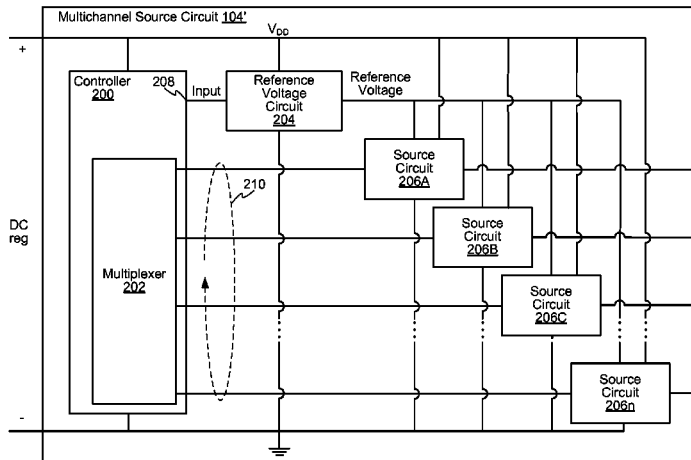 Multichannel Source Circuit 104'
VDD
+
Controller
200
208
Input
Reference
Voltage
Circuit
204
Reference
Voltage
Source
Circuit
206A
210
DC
reg
Multiplexer
202
Source
Circuit
206B
Source
Circuit
206C
Source
Circuit
206n
-